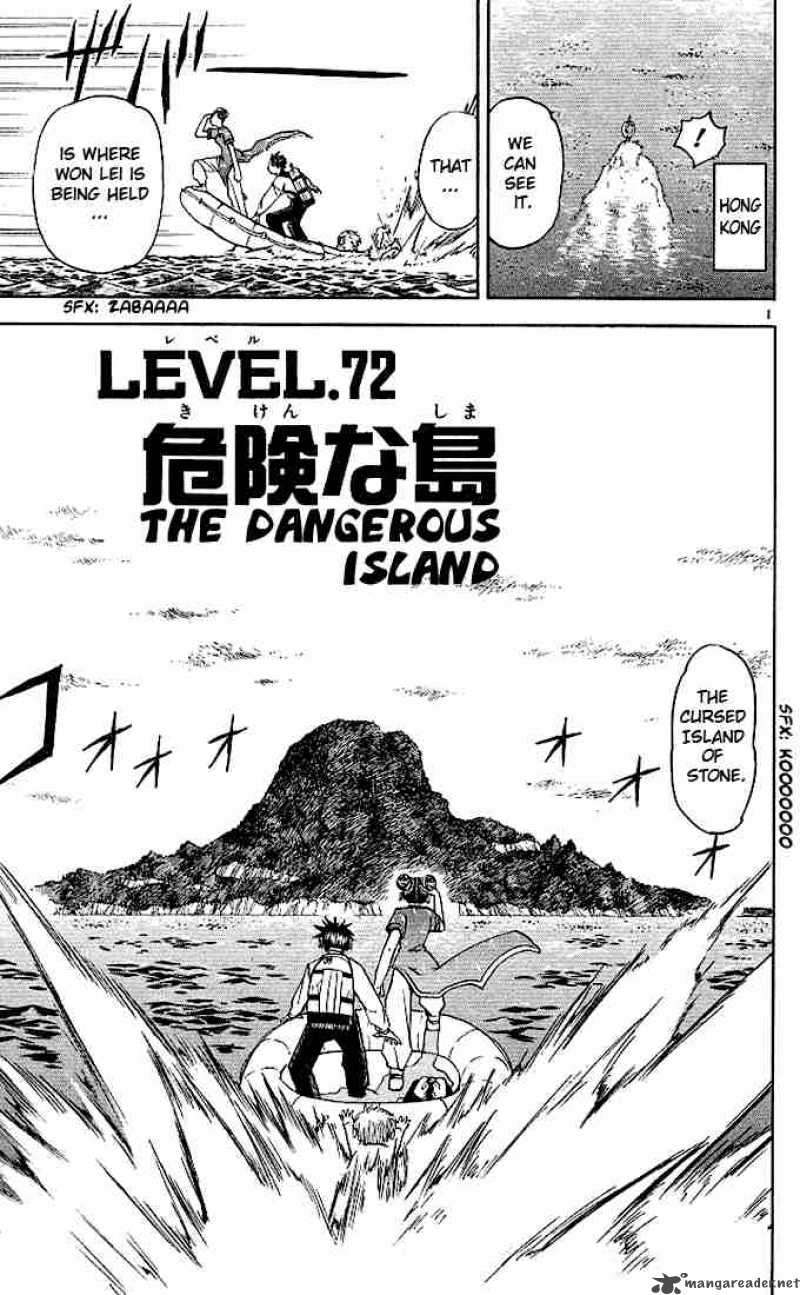 HONG
KONG
!
WE
CAN
SEE
IT.
THAT
...
IS WHERE
WON LEI IS
BEING HELD
...
SFX: ZABAAAA
1
レベル
LEVEL.72
きけん しま
危険な島
THE DANGEROUS
ISLAND
THE
CURSED
ISLAND
OF
STONE.
SFX: KOOOOOOO
mangareader.net